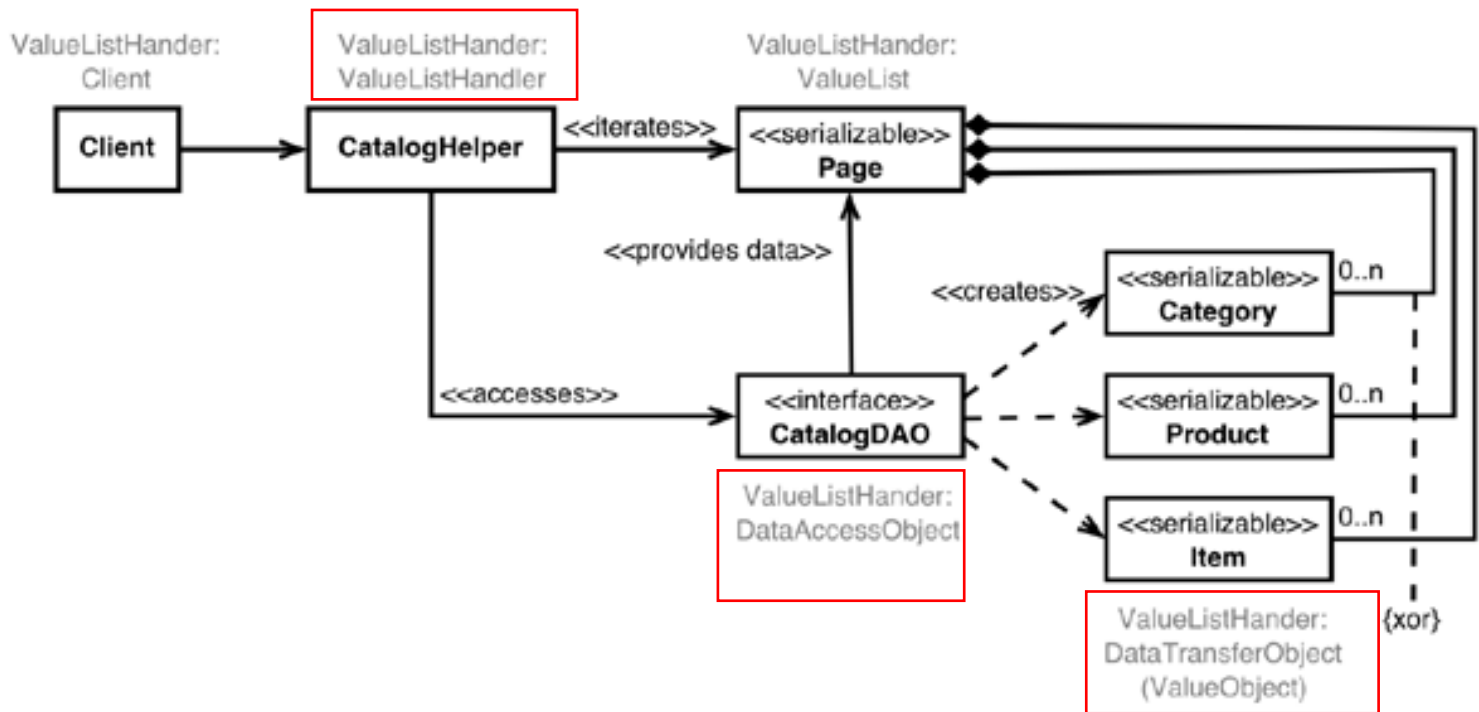 ValueListHander:
Client
ValueListHander:
ValueListHandler
ValueListHander:
ValueList
Client
CatalogHelper
<<iterates>>
<<serializable>>
Page
<<provides data>>
<<creates>>
<<serializable>>
Category
0..n
<<accesses>>
<<interface>>
CatalogDAO
<<serializable>>
Product
0..n
ValueListHander:
DataAccessObject
<<serializable>>
Item
0..n
ValueListHander:
DataTransferObject
(ValueObject)
{xor}